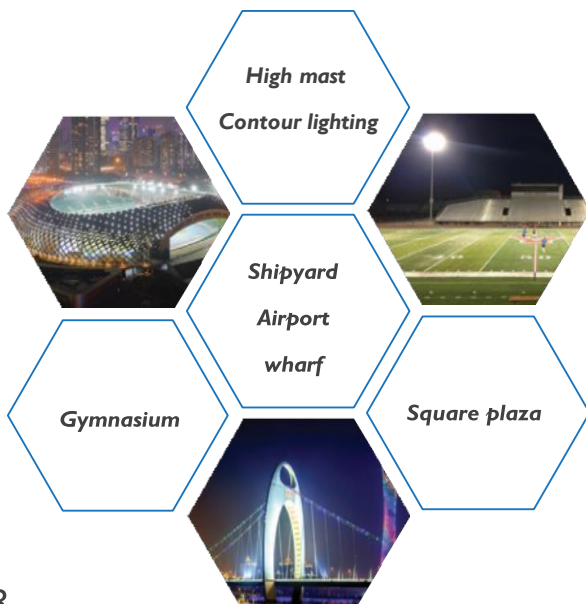 High mast
Contour lighting
Shipyard
Airport
wharf
Gymnasium
Square plaza